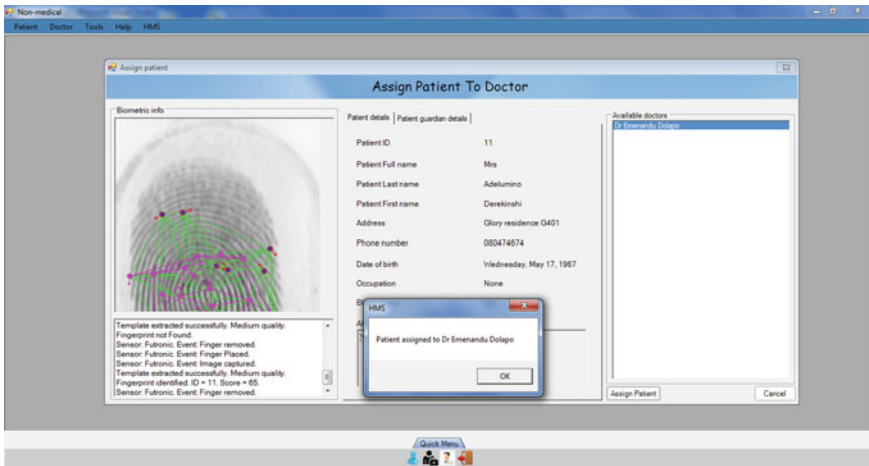 Non-medical
Patient Doctor Tools Help HMS
Assign patient
Assign Patient To Doctor
Biometric info
Patient details Patient guardian details
Available doctors
Dr Emenandu Dolapo
Patient ID 11
Patient Full name Mrs
Patient Last name Adelumino
Patient First name Derekinshi
Address Glory residence G401
Phone number 080474674
Date of birth Wednesday, May 17, 1967
Occupation None
HMS
Patient assigned to Dr Emenandu Dolapo
OK
Template extracted successfully. Medium quality.
Fingerprint not Found.
Sensor: Futronic. Event: Finger removed.
Sensor: Futronic. Event: Finger Placed.
Sensor: Futronic. Event: Image captured.
Template extracted successfully. Medium quality.
Fingerprint identified. ID = 11. Score = 65.
Sensor: Futronic. Event: Finger removed.
Assign Patient Cancel
Quick Menu